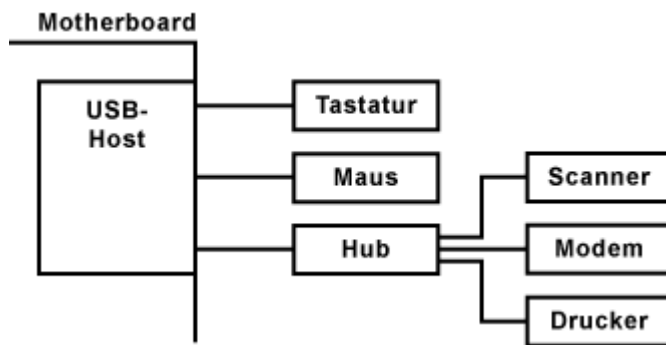 Motherboard
USB-
Host
Tastatur
Maus
Hub
Scanner
Modem
Drucker